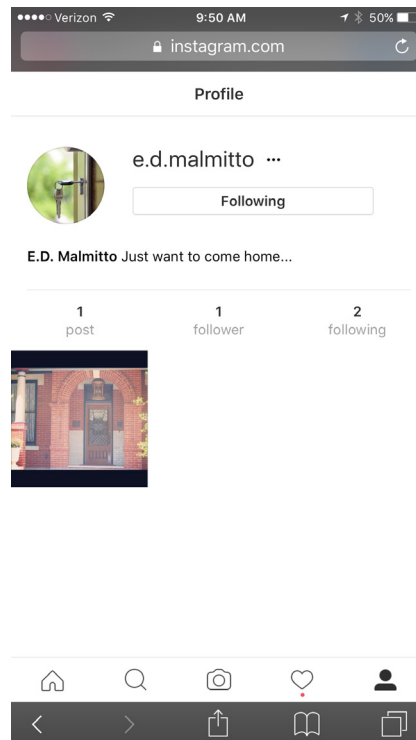 Verizon 9:50 AM 50%
instagram.com
Profile
e.d.malmitto
Following
E.D. Malmitto Just want to come home...
1 1 2
post follower following